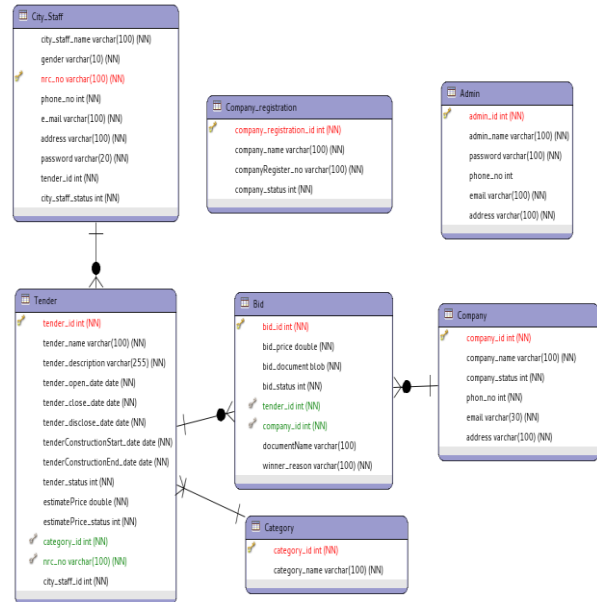 City_Staff
city_staff_name varchar(100) (NN)
gender varchar(10) (NN)
nrc_no varchar(100) (NN)
phone_no int (NN)
e_mail varchar(100) (NN)
address varchar(100) (NN)
password varchar(20) (NN)
tender_id int (NN)
city_staff_status int (NN)
Company_registration
company_registration_id int (NN)
company_name varchar(100) (NN)
companyRegister_no varchar(100) (NN)
company_status int (NN)
Admin
admin_id int (NN)
admin_name varchar(100) (NN)
password varchar(100) (NN)
phone_no int
email varchar(100) (NN)
address varchar(100) (NN)
Tender
tender_id int (NN)
tender_name varchar(100) (NN)
tender_description varchar(255) (NN)
tender_open_date date (NN)
tender_close_date date (NN)
tender_disclose_date date (NN)
tenderConstructionStart_date date (NN)
tenderConstructionEnd_date date (NN)
tender_status int (NN)
estimatePrice double (NN)
estimatePrice_status int (NN)
category_id int (NN)
nrc_no varchar(100) (NN)
city_staff_id int (NN)
Bid
bid_id int (NN)
bid_price double (NN)
bid_document blob (NN)
bid_status int (NN)
tender_id int (NN)
company_id int (NN)
documentName varchar(100)
winner_reason varchar(100) (NN)
Company
company_id int (NN)
company_name varchar(100) (NN)
company_status int (NN)
phon_no int (NN)
email varchar(30) (NN)
address varchar(100) (NN)
Category
category_id int (NN)
category_name varchar(100) (NN)